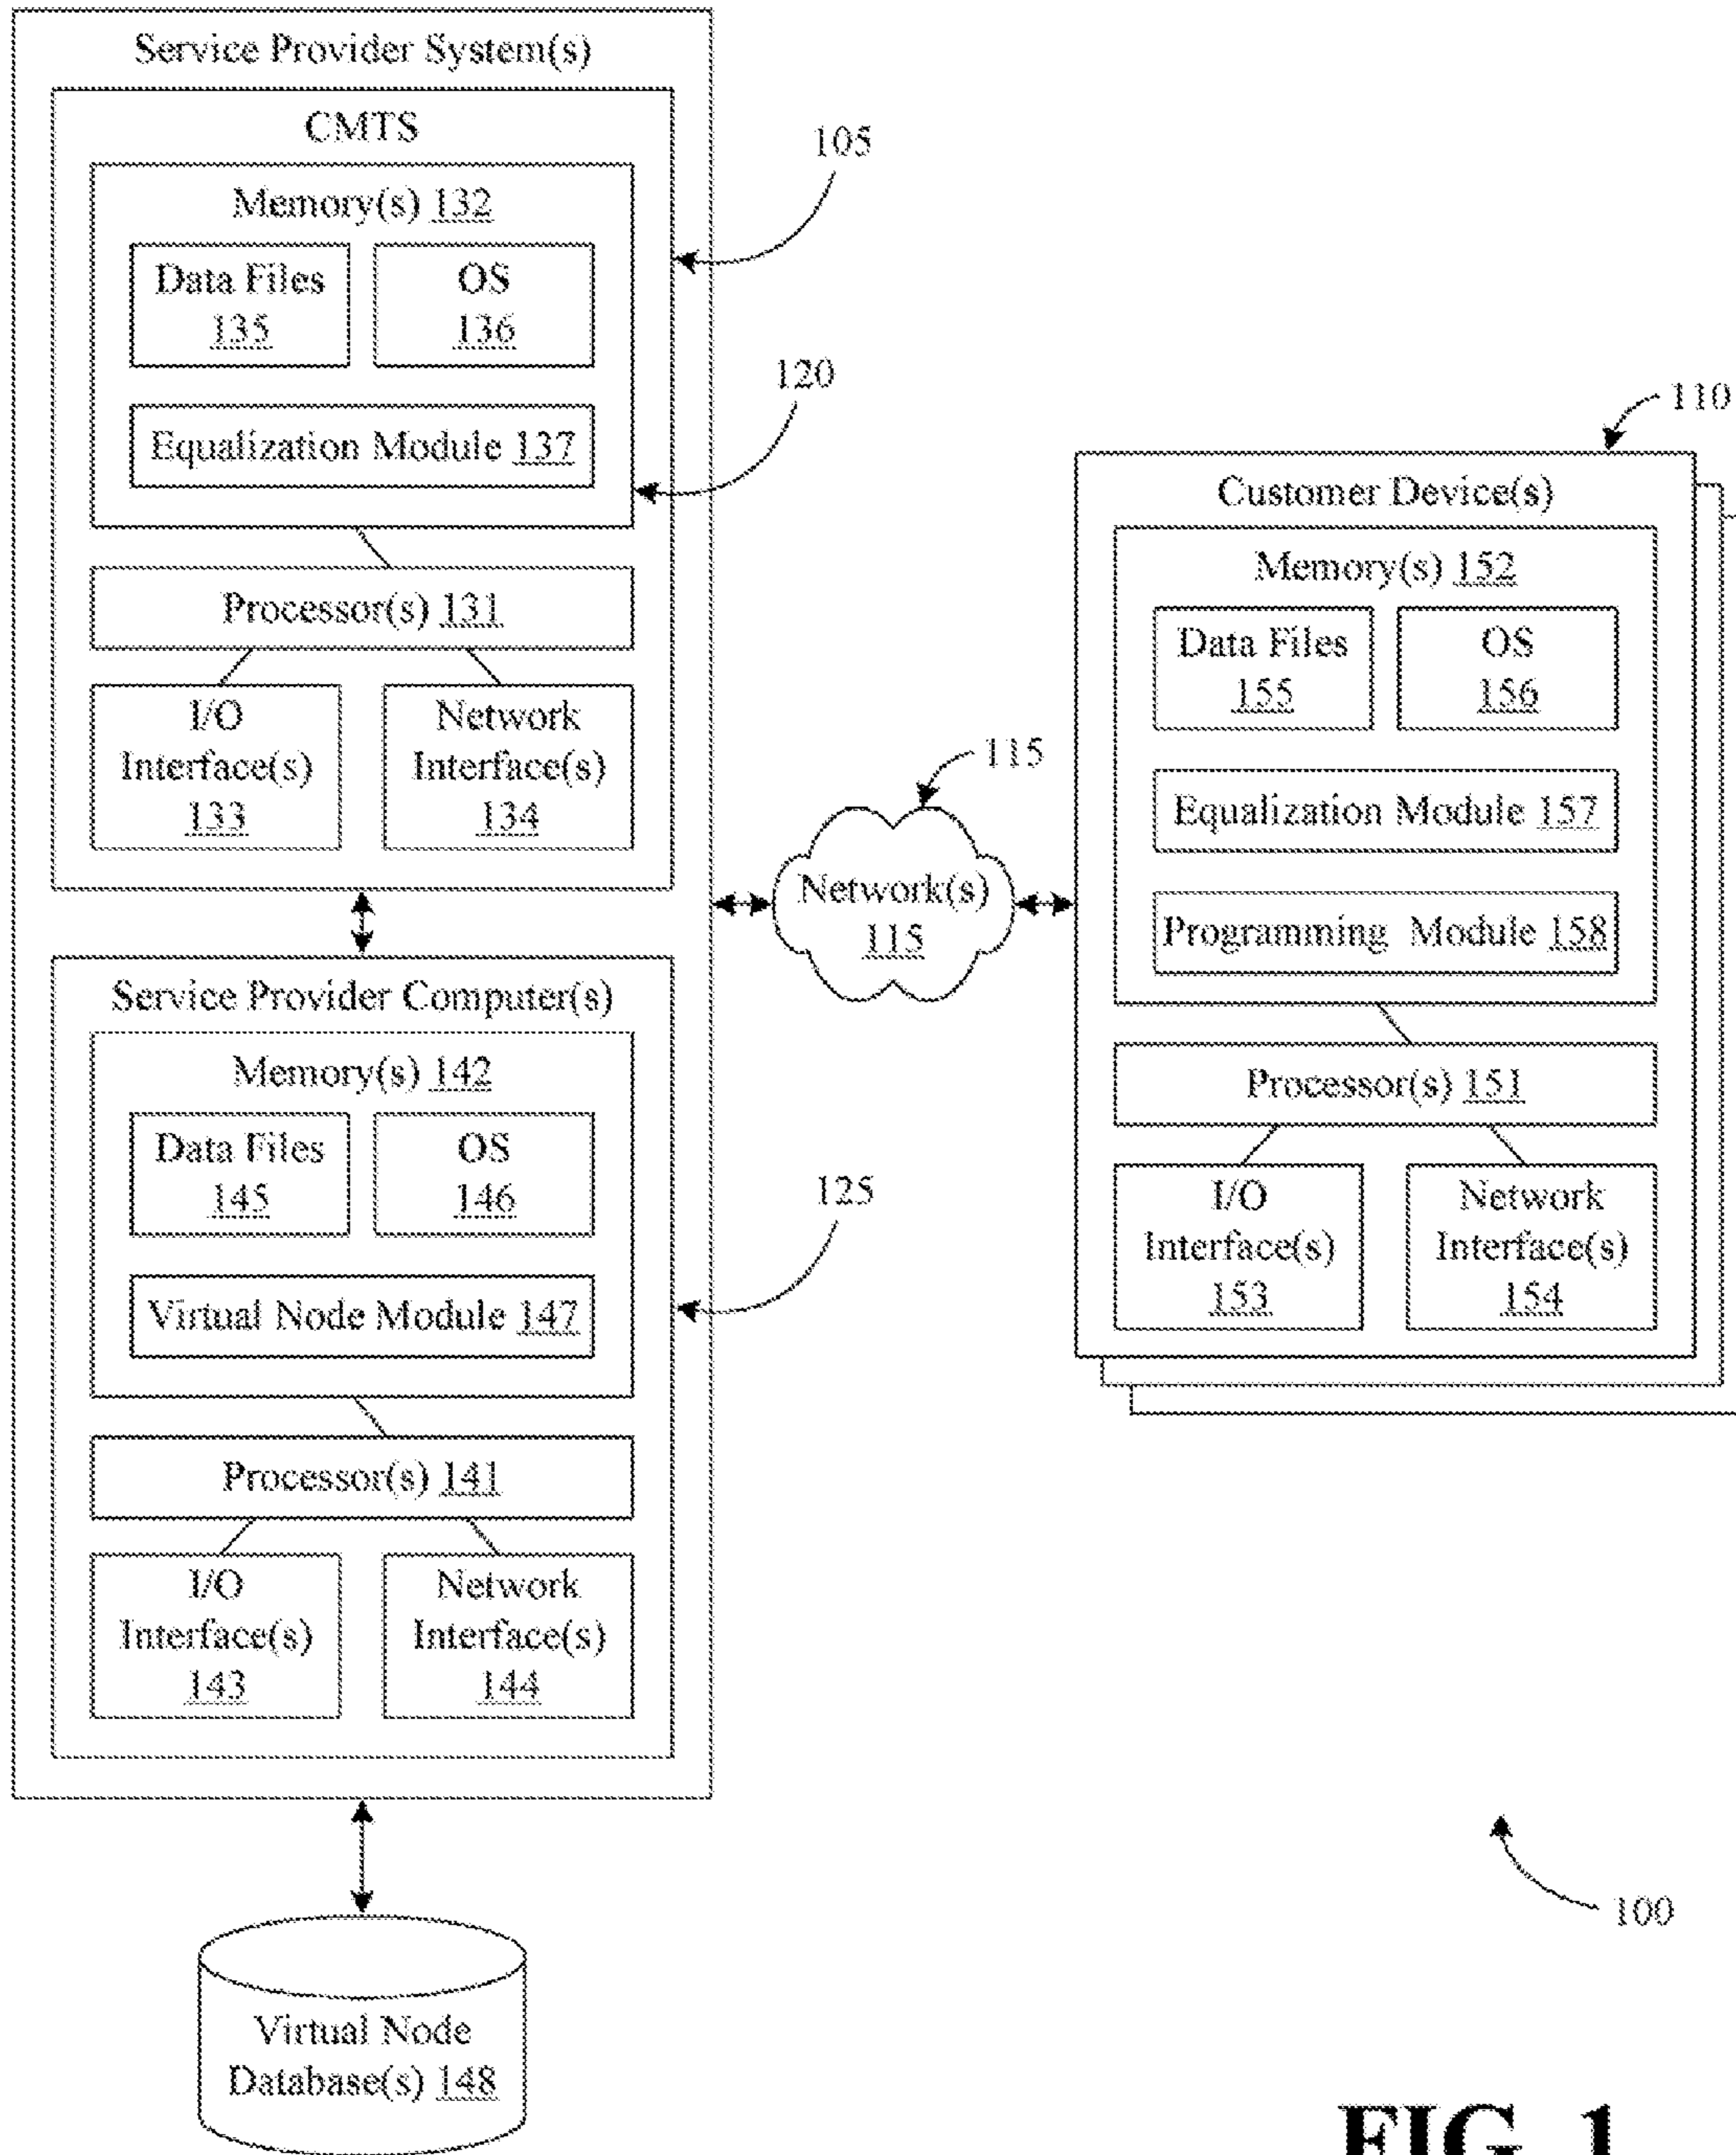 Service Provider System(s)
CMTS
Memory(s) 132
Data Files
135
OS
136
Equalization Module 137
Processor(s) 131
I/O
Interface(s)
133
Network
Interface(s)
134
105
120
Service Provider Computer(s)
Memory(s) 142
Data Files
145
OS
146
Virtual Node Module 147
Processor(s) 141
I/O
Interface(s)
143
Network
Interface(s)
144
125
Virtual Node
Database(s) 148
115
Network(s)
115
110
Customer Device(s)
Memory(s) 152
Data Files
155
OS
156
Equalization Module 157
Programming Module 158
Processor(s) 151
I/O
Interface(s)
153
Network
Interface(s)
154
100
FIG. 1